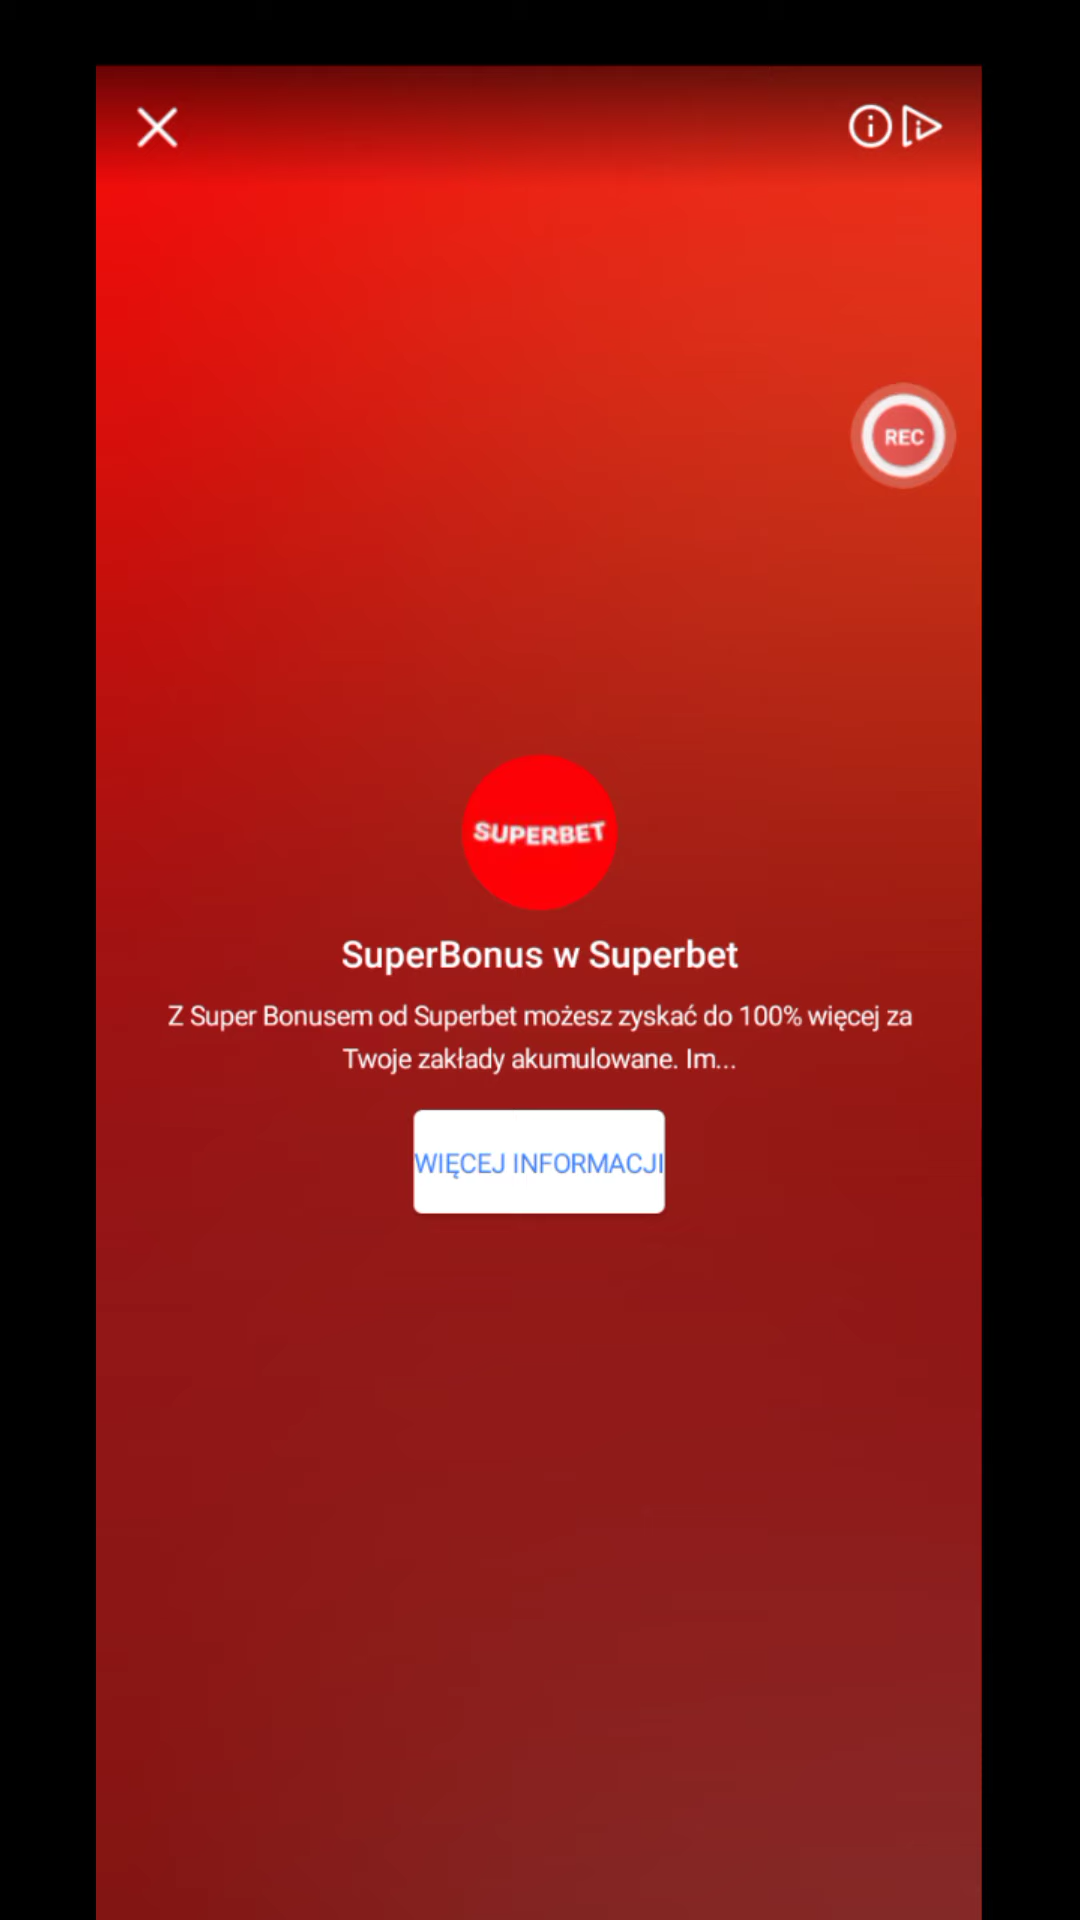 REC
SUPERBET
SuperBonus w Superbet
Z Super Bonusem od Superbet możesz zyskać do 100% więcej za
Twoje zakłady akumulowane. Im...
WIĘCEJ INFORMACJI